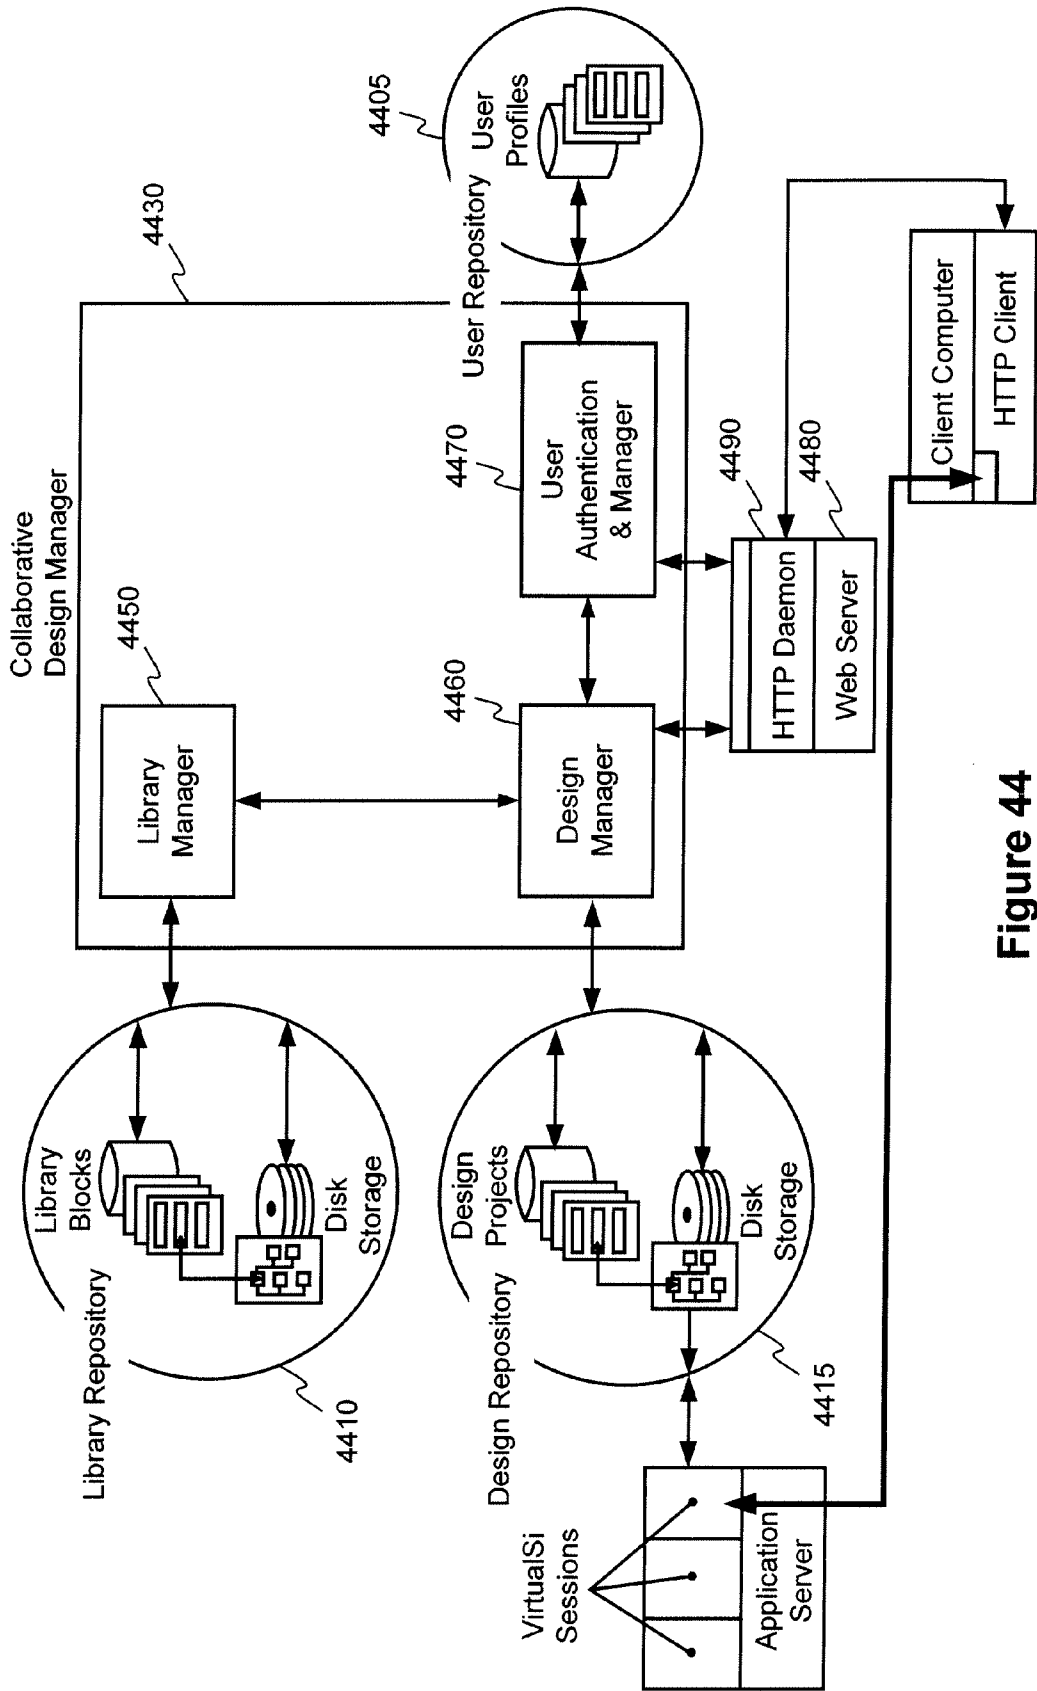 Collaborative
Design Manager
4430
Library Repository
Library
Blocks
Disk
Storage
4410
Library
Manager
4450
Design Repository
Design
Projects
Disk
Storage
4415
Design
Manager
4460
User
Authentication
& Manager
4470
User Repository
User
Profiles
4405
VirtualSi
Sessions
Application
Server
HTTP Daemon
4490
Web Server
4480
Client Computer
HTTP Client
Figure 44